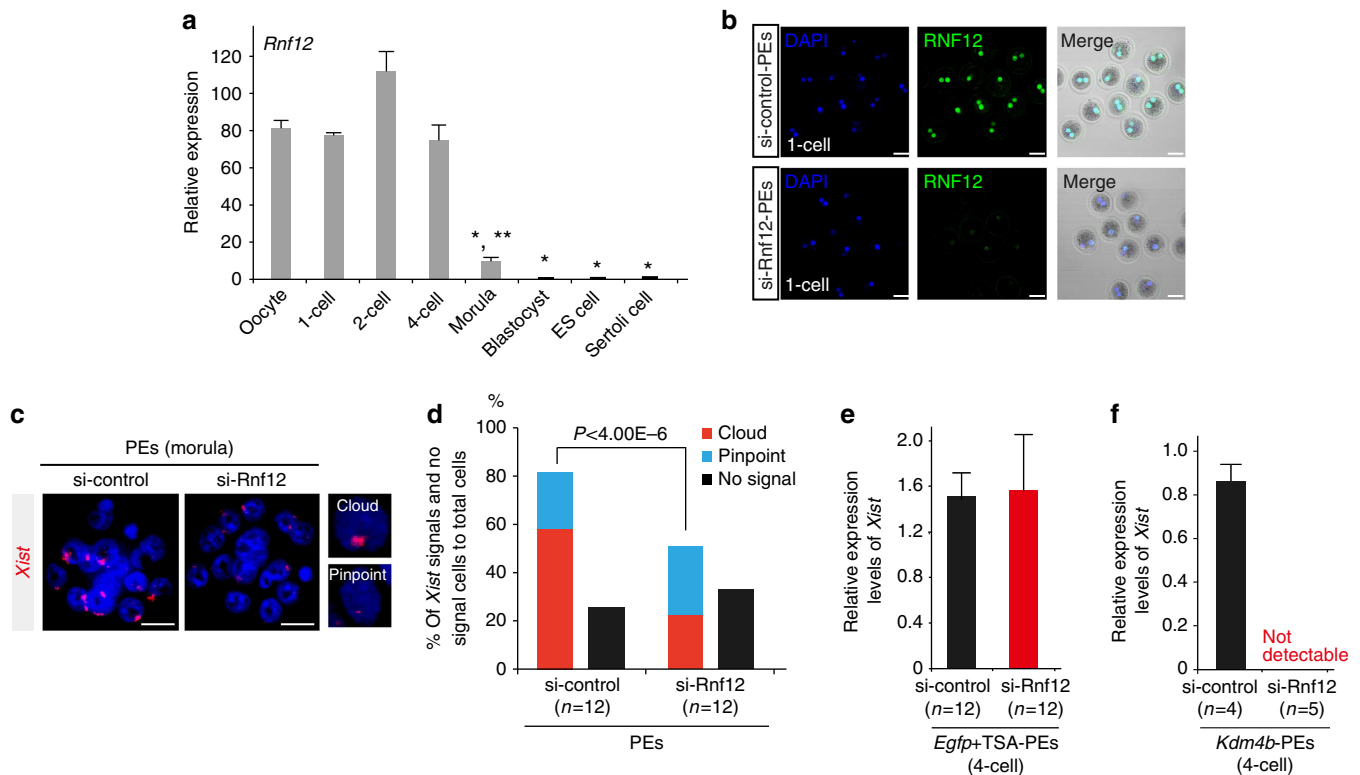 a
Rnf12
Relative expression
120
100
80
60
40
20
0
*, **
*
*
*
Oocyte
1-cell
2-cell
4-cell
Morula
Blastocyst
ES cell
Sertoli cell
b
si-control-PEs
DAPI
1-cell
RNF12
Merge
si-Rnf12-PEs
DAPI
1-cell
RNF12
Merge
c
PEs (morula)
si-control
si-Rnf12
Xist
Cloud
Pinpoint
d
%
% Of Xist signals and no
signal cells to total cells
100
80
60
40
20
0
P<4.00E–6
Cloud
Pinpoint
No signal
si-control
(n=12)
si-Rnf12
(n=12)
PEs
e
Relative expression
levels of Xist
2.0
1.6
1.2
0.8
0.4
0
si-control
(n=12)
si-Rnf12
(n=12)
Egfp+TSA-PEs
(4-cell)
f
Relative expression
levels of Xist
1.0
0.8
0.6
0.4
0.2
0
Not
detectable
si-control
(n=4)
si-Rnf12
(n=5)
Kdm4b-PEs
(4-cell)